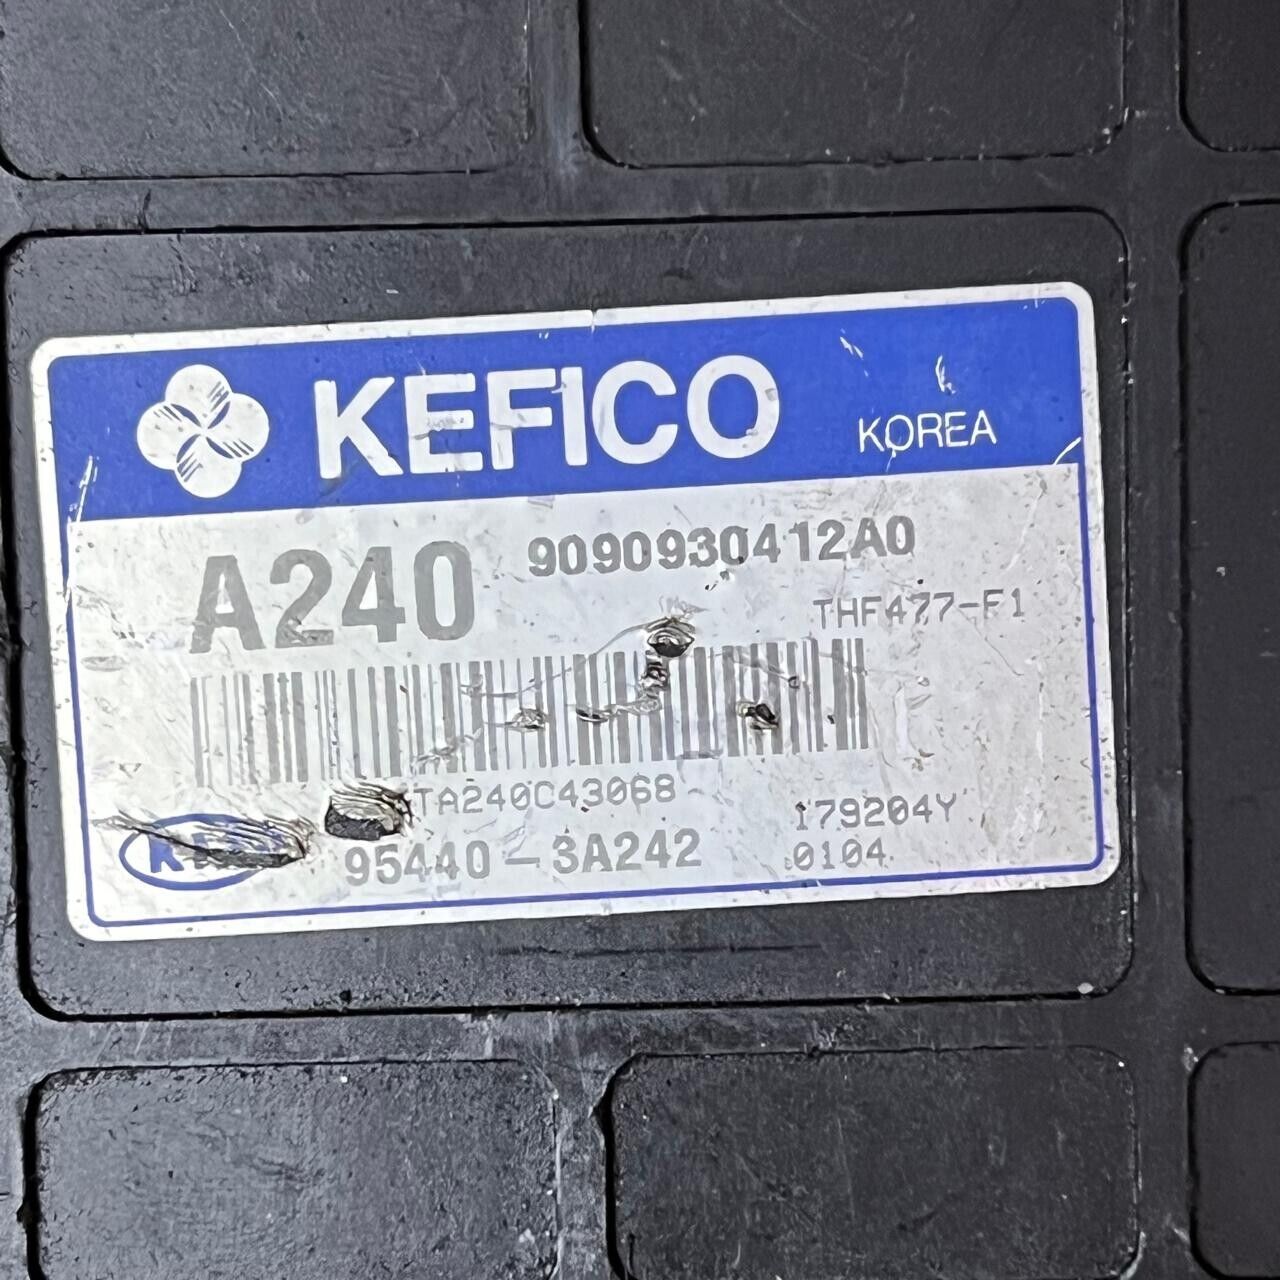 KEFICO KOREA
A240 9090930412A0
THF477-F1
TA240C43068
179204Y
95440-3A242 0104